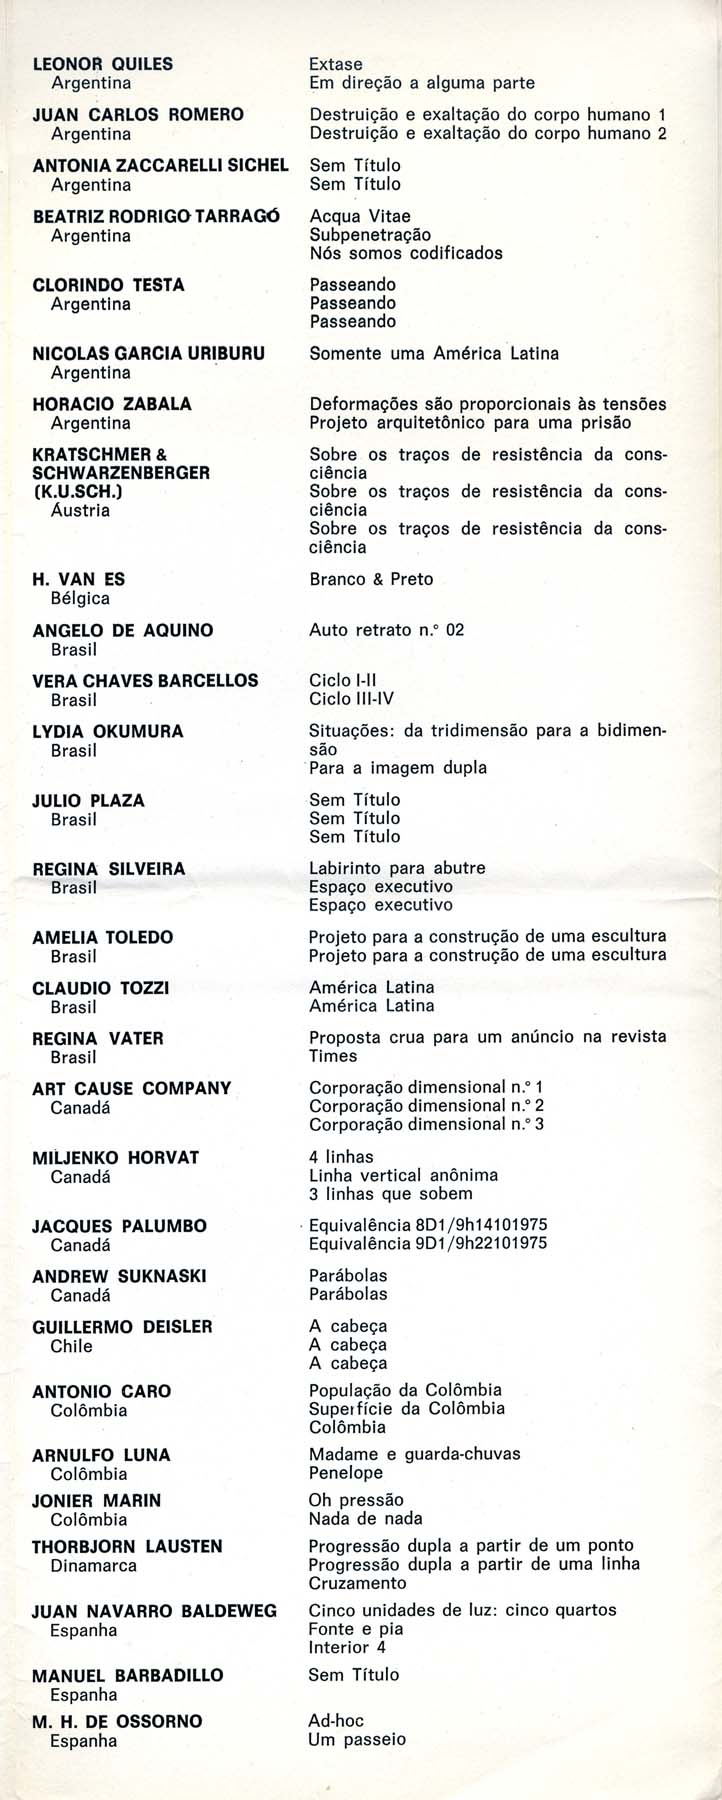 LEONOR QUILES Extase
Argentina Em direção a alguma parte
JUAN CARLOS ROMERO Destruição e exaltação do corpo humano 1
Argentina Destruição e exaltação do corpo humano 2
ANTONIA ZACCARELLI SICHEL Sem Título
Argentina Sem Título
BEATRIZ RODRIGO TARRAGÓ Acqua Vitae
Argentina Subpenetração
Nós somos codificados
CLORINDO TESTA Passeando
Argentina Passeando
Passeando
NICOLAS GARCIA URIBURU Somente uma América Latina
Argentina
HORACIO ZABALA Deformações são proporcionais às tensões
Argentina Projeto arquitetônico para uma prisão
KRATSCHMER & Sobre os traços de resistência da cons-
SCHWARZENBERGER ciência
(K.U.SCH.) Sobre os traços de resistência da cons-
Áustria ciência
Sobre os traços de resistência da cons-
ciência
H. VAN ES Branco & Preto
Bélgica
ANGELO DE AQUINO Auto retrato n.º 02
Brasil
VERA CHAVES BARCELLOS Ciclo I-II
Brasil Ciclo III-IV
LYDIA OKUMURA Situações: da tridimensão para a bidimen-
Brasil são
Para a imagem dupla
JULIO PLAZA Sem Título
Brasil Sem Título
Sem Título
REGINA SILVEIRA Labirinto para abutre
Brasil Espaço executivo
Espaço executivo
AMELIA TOLEDO Projeto para a construção de uma escultura
Brasil Projeto para a construção de uma escultura
CLAUDIO TOZZI América Latina
Brasil América Latina
REGINA VATER Proposta crua para um anúncio na revista
Brasil Times
ART CAUSE COMPANY Corporação dimensional n.º 1
Canadá Corporação dimensional n.º 2
Corporação dimensional n.º 3
MILJENKO HORVAT 4 linhas
Canadá Linha vertical anônima
3 linhas que sobem
JACQUES PALUMBO Equivalência 8D1/9h14101975
Canadá Equivalência 9D1/9h22101975
ANDREW SUKNASKI Parábolas
Canadá Parábolas
GUILLERMO DEISLER A cabeça
Chile A cabeça
A cabeça
ANTONIO CARO População da Colômbia
Colômbia Superfície da Colômbia
Colômbia
ARNULFO LUNA Madame e guarda-chuvas
Colômbia Penelope
JONIER MARIN Oh pressão
Colômbia Nada de nada
THORBJORN LAUSTEN Progressão dupla a partir de um ponto
Dinamarca Progressão dupla a partir de uma linha
Cruzamento
JUAN NAVARRO BALDEWEG Cinco unidades de luz: cinco quartos
Espanha Fonte e pia
Interior 4
MANUEL BARBADILLO Sem Título
Espanha
M. H. DE OSSORNO Ad-hoc
Espanha Um passeio